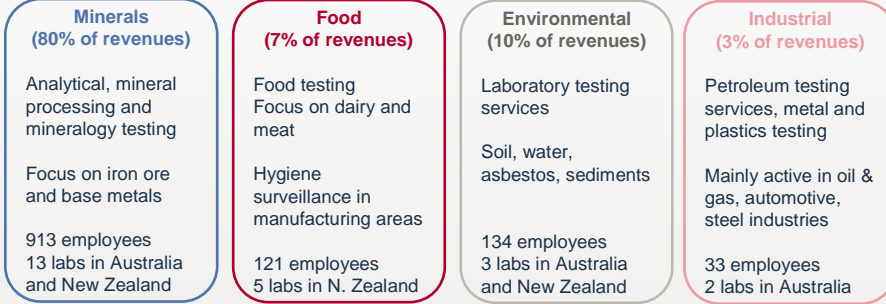 Minerals
(80% of revenues)
Analytical, mineral
processing and
mineralogy testing
Focus on iron ore
and base metals
913 employees
13 labs in Australia
and New Zealand
Food
(7% of revenues)
Food testing
Focus on dairy and
meat
Hygiene
surveillance in
manufacturing areas
121 employees
5 labs in N. Zealand
Environmental
(10% of revenues)
Laboratory testing
services
Soil, water,
asbestos, sediments
134 employees
3 labs in Australia
and New Zealand
Industrial
(3% of revenues)
Petroleum testing
services, metal and
plastics testing
Mainly active in oil &
gas, automotive,
steel industries
33 employees
2 labs in Australia